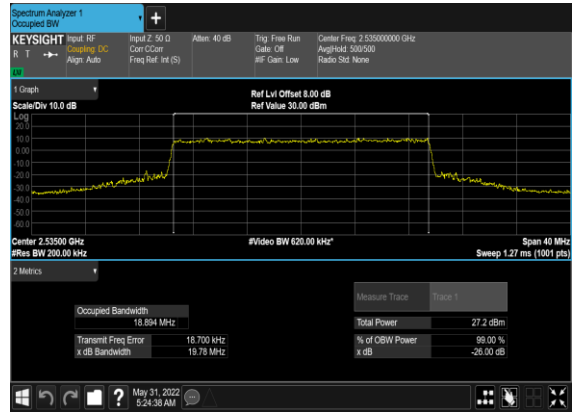 Spectrum Analyzer 1
Occupied BW
+
KEYSIGHT Input: RF Input Z: 50 Ω Atten: 40 dB Trig: Free Run Center Freq: 2.535000000 GHz
R T Coupling: DC Corr CCorr Gate: Off Avg|Hold: 500/500
Align: Auto Freq Ref: Int (S) #IF Gain: Low Radio Std: None
1 Graph
Ref Lvl Offset 8.00 dB
Scale/Div 10.0 dB Ref Value 30.00 dBm
Log
20.0
10.0
0.00
-10.0
-20.0
-30.0
-40.0
-50.0
-60.0
Center 2.53500 GHz #Video BW 620.00 kHz* Span 40 MHz
#Res BW 200.00 kHz Sweep 1.27 ms (1001 pts)
2 Metrics
Measure Trace Trace 1
Occupied Bandwidth
18.894 MHz Total Power 27.2 dBm
Transmit Freq Error 18.700 kHz % of OBW Power 99.00 %
x dB Bandwidth 19.78 MHz x dB -26.00 dB
? May 31, 2022
5:24:38 AM